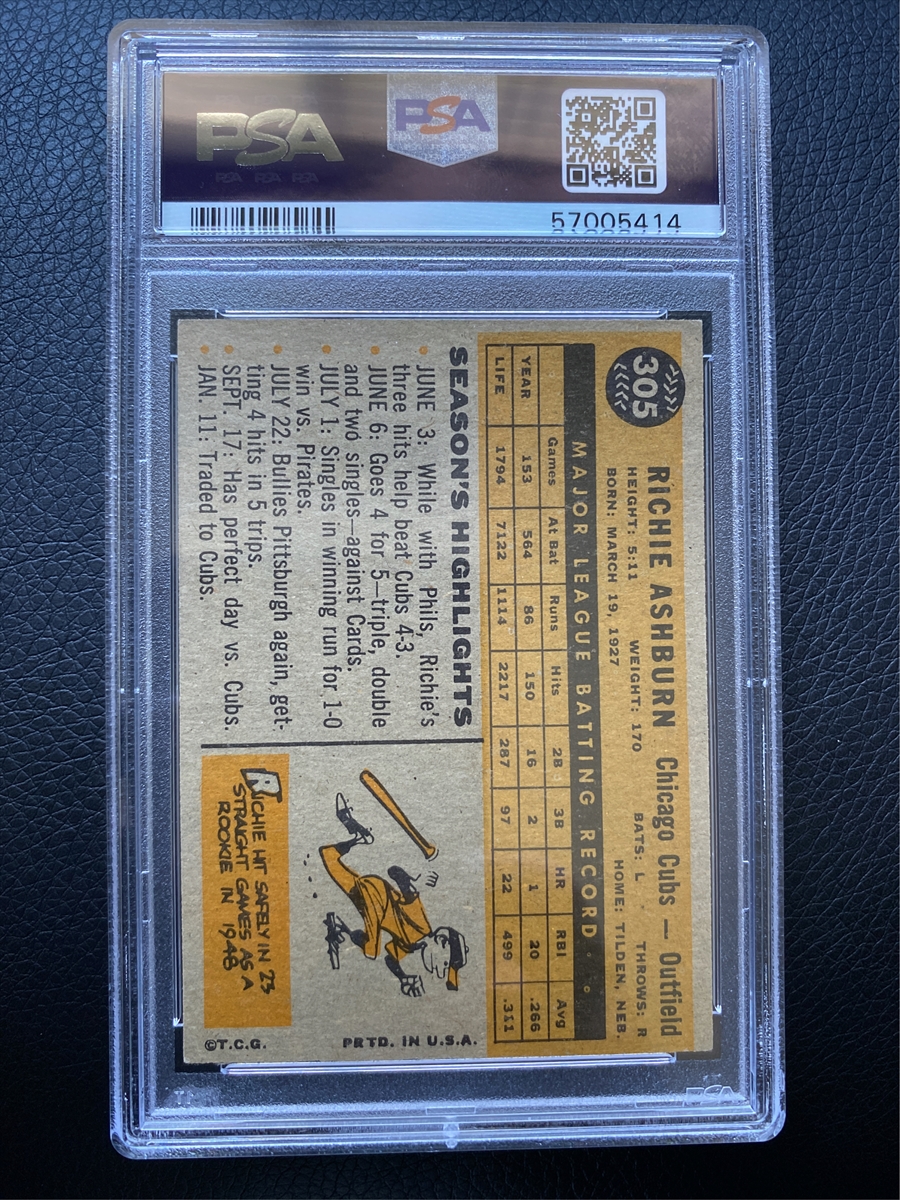 PSA
PSA
PSA PSA PSA
57005414
305
RICHIE ASHBURN Chicago Cubs — Outfield
HEIGHT: 5:11 WEIGHT: 170 BATS: L THROWS: R
BORN: MARCH 19, 1927 HOME: TILDEN, NEB.
MAJOR LEAGUE BATTING RECORD
Games At Bat Runs Hits 2B 3B HR RBI Avg
YEAR 153 564 86 150 16 2 1 20 .266
LIFE 1794 7122 1114 2217 287 97 22 499 .311
SEASON'S HIGHLIGHTS
• JUNE 3: While with Phils, Richie's
three hits help beat Cubs 4-3.
• JUNE 6: Goes 4 for 5—triple, double
and two singles—against Cards.
• JULY 1: Singles in winning run for 1-0
win vs. Pirates.
• JULY 22: Bullies Pittsburgh again, get-
ting 4 hits in 5 trips.
• SEPT. 17: Has perfect day vs. Cubs.
• JAN. 11: Traded to Cubs.
RICHIE HIT SAFELY IN 23
STRAIGHT GAMES AS A
ROOKIE IN 1948
©T.C.G. PRTD. IN U.S.A.
PSA